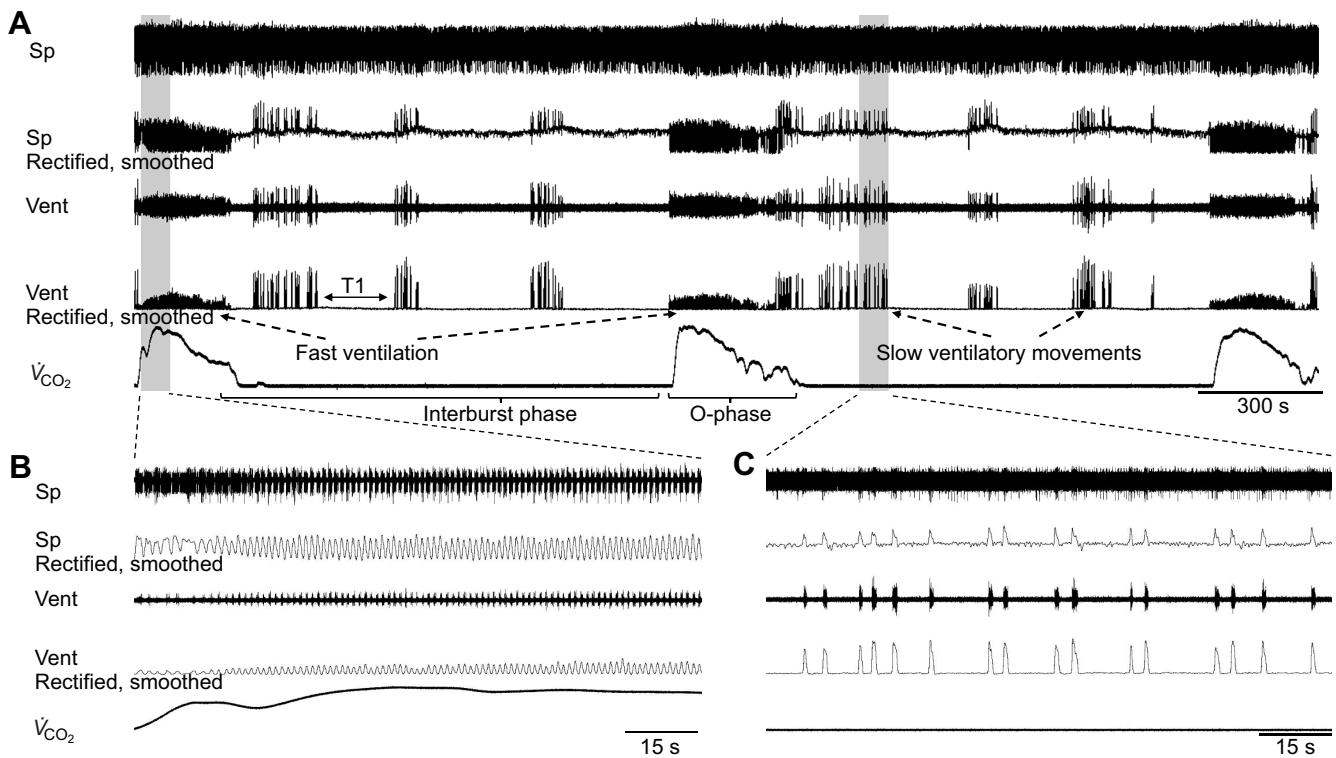 A
Sp
Sp
Rectified, smoothed
Vent
T1
Vent
Rectified, smoothed
Fast ventilation
Slow ventilatory movements
V̇CO2
Interburst phase
O-phase
300 s
B
C
Sp
Sp
Rectified, smoothed
Vent
Vent
Rectified, smoothed
V̇CO2
15 s
15 s